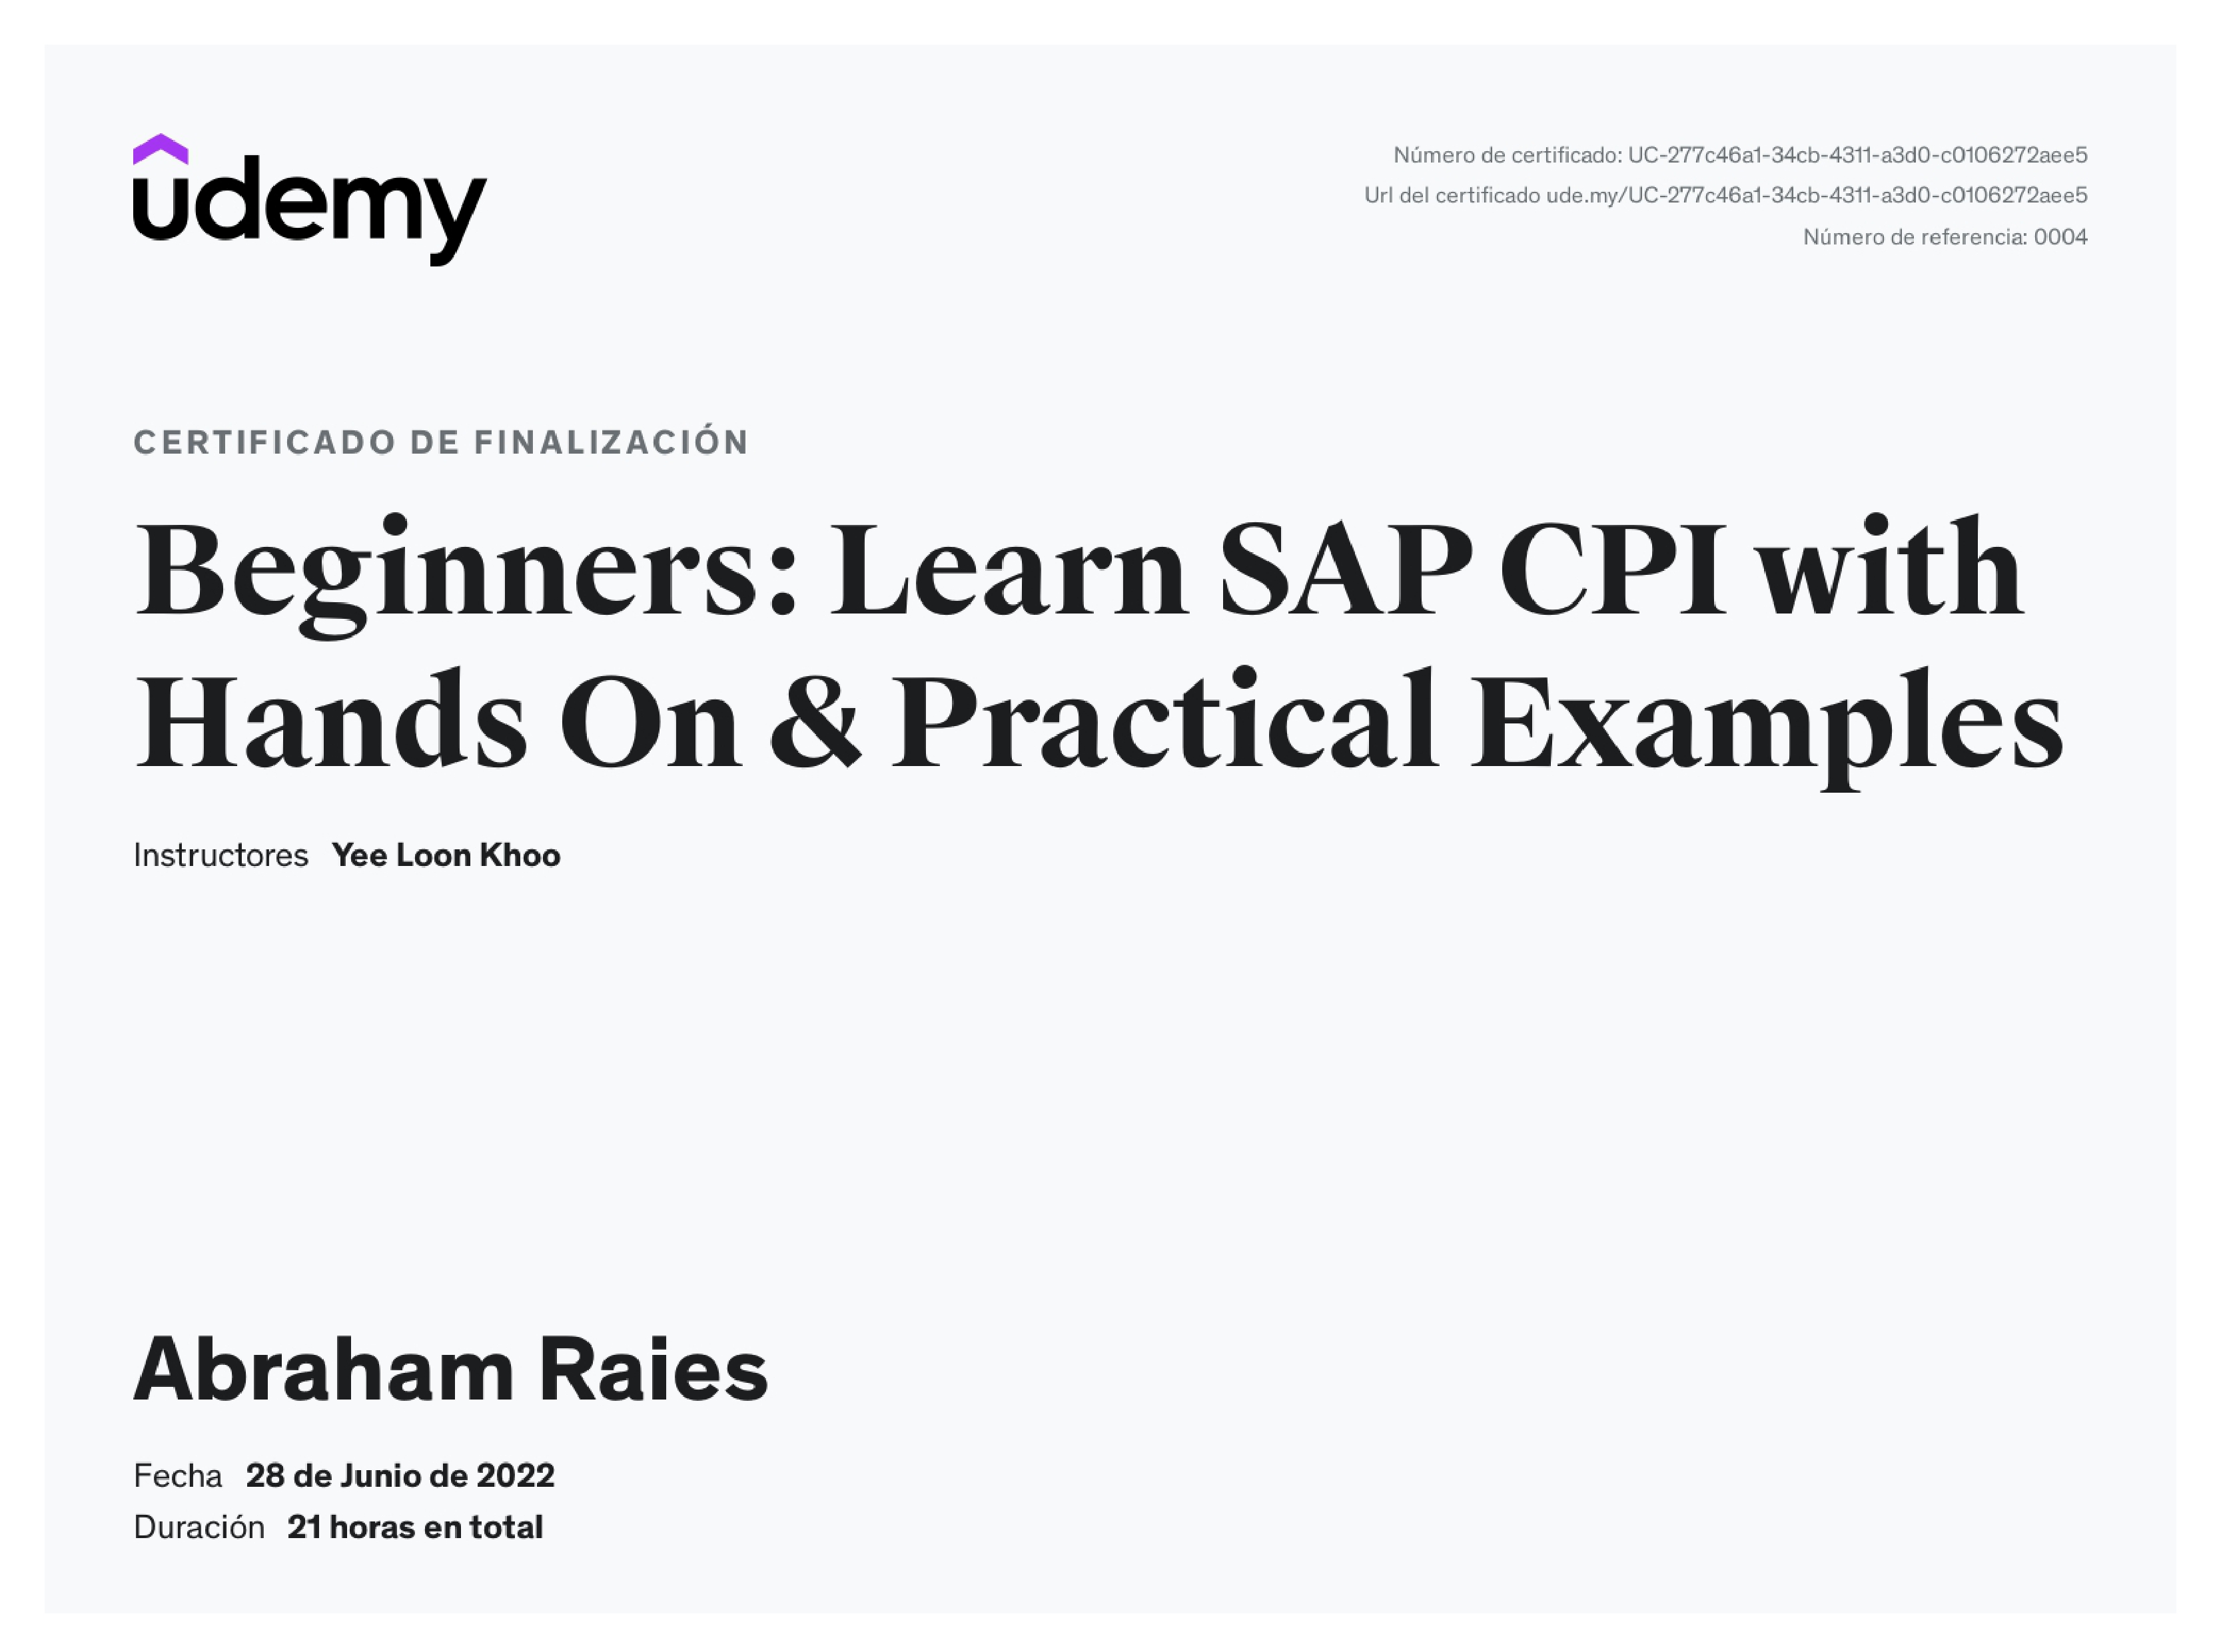 udemy
Número de certificado: UC-277c46a1-34cb-4311-a3d0-c0106272aee5
Url del certificado ude.my/UC-277c46a1-34cb-4311-a3d0-c0106272aee5
Número de referencia: 0004
CERTIFICADO DE FINALIZACIÓN
Beginners: Learn SAP CPI with
Hands On & Practical Examples
Instructores Yee Loon Khoo
Abraham Raies
Fecha 28 de Junio de 2022
Duración 21 horas en total